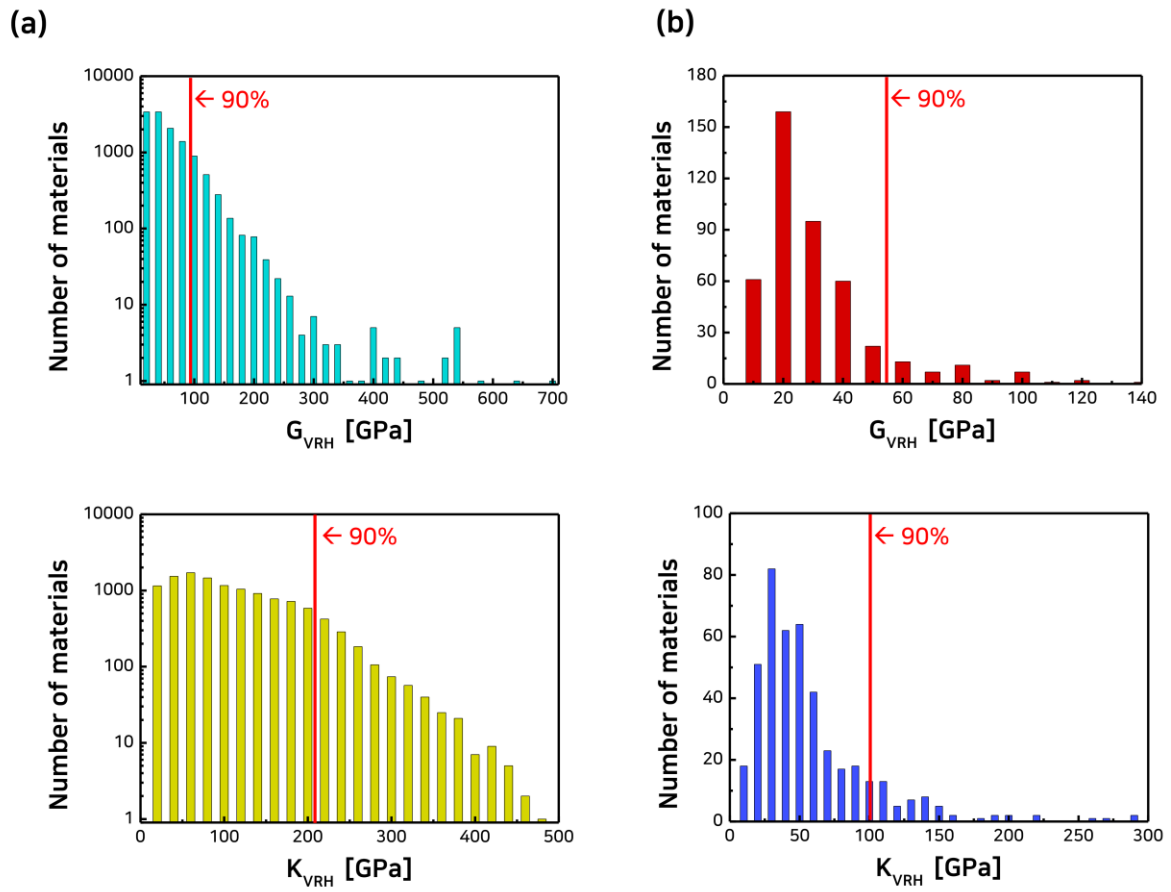 (a)
(b)
10000
1000
100
10
1
← 90%
100 200 300 400 500 600 700
Number of materials
G_VRH [GPa]
180
150
120
90
60
30
0
← 90%
0 20 40 60 80 100 120 140
Number of materials
G_VRH [GPa]
10000
1000
100
10
1
← 90%
0 100 200 300 400 500
Number of materials
K_VRH [GPa]
100
80
60
40
20
0
← 90%
0 50 100 150 200 250 300
Number of materials
K_VRH [GPa]